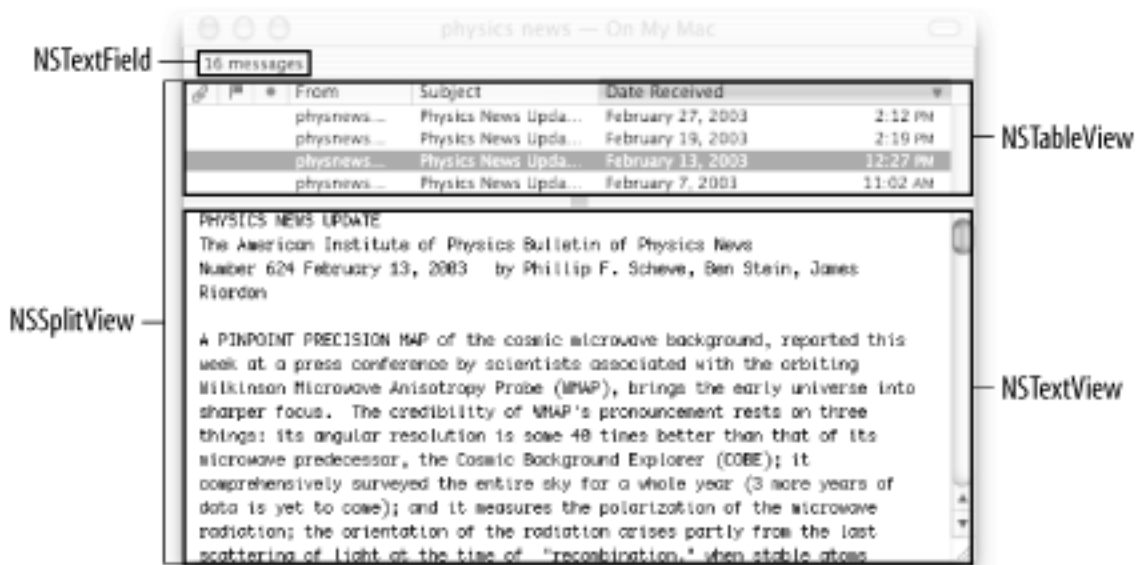 physics news — On My Mac
NSTextField
16 messages
From Subject Date Received
physnews... Physics News Upda... February 27, 2003 2:12 PM
physnews... Physics News Upda... February 19, 2003 2:19 PM
physnews... Physics News Upda... February 13, 2003 12:27 PM
physnews... Physics News Upda... February 7, 2003 11:02 AM
NSTableView
NSSplitView
PHYSICS NEWS UPDATE
The American Institute of Physics Bulletin of Physics News
Number 624 February 13, 2003 by Phillip F. Schewe, Ben Stein, James
Riordon
A PINPOINT PRECISION MAP of the cosmic microwave background, reported this
week at a press conference by scientists associated with the orbiting
Wilkinson Microwave Anisotropy Probe (WMAP), brings the early universe into
sharper focus. The credibility of WMAP's pronouncement rests on three
things: its angular resolution is some 40 times better than that of its
microwave predecessor, the Cosmic Background Explorer (COBE); it
comprehensively surveyed the entire sky for a whole year (3 more years of
data is yet to come); and it measures the polarization of the microwave
radiation; the orientation of the radiation arises partly from the last
scattering of light at the time of "recombination," when stable atoms
NSTextView